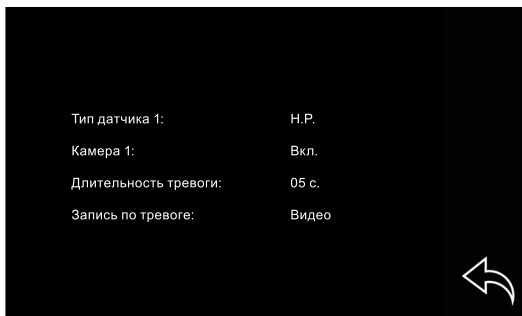 Тип датчика 1: Н.Р.
Камера 1: Вкл.
Длительность тревоги: 05 с.
Запись по тревоге: Видео